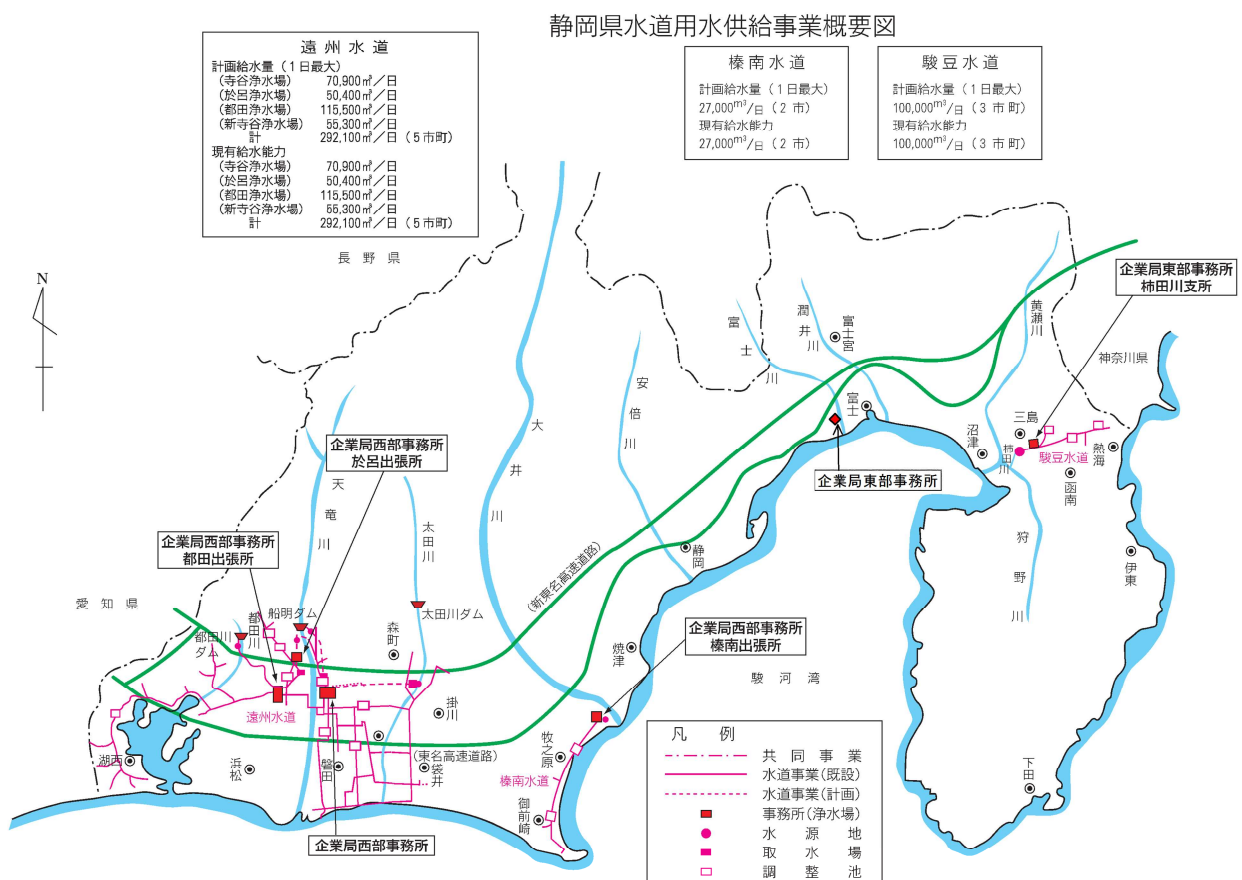 静岡県水道用水供給事業概要図
遠州水道
計画給水量（1日最大）
(寺谷浄水場) 70,900㎥／日
(於呂浄水場) 50,400㎥／日
(都田浄水場) 115,500㎥／日
(新寺谷浄水場) 55,300㎥／日
計 292,100㎥／日（5市町）
現有給水能力
(寺谷浄水場) 70,900㎥／日
(於呂浄水場) 50,400㎥／日
(都田浄水場) 115,500㎥／日
(新寺谷浄水場) 55,300㎥／日
計 292,100㎥／日（5市町）
榛南水道
計画給水量（1日最大）
27,000m³/日（2市）
現有給水能力
27,000m³/日（2市）
駿豆水道
計画給水量（1日最大）
100,000m³/日（3市町）
現有給水能力
100,000m³/日（3市町）
長野県
N
企業局東部事務所
柿田川支所
黄瀬川
神奈川県
富士川
潤井川
富士宮
富士
安倍川
大井川
三島
沼津
柿田川
駿豆水道
熱海
函南
企業局東部事務所
企業局西部事務所
於呂出張所
天竜川
太田川
狩野川
伊東
静岡
(新東名高速道路)
企業局西部事務所
都田出張所
愛知県
都田川
船明ダム
太田川ダム
都田川
ダム
森町
焼津
企業局西部事務所
榛南出張所
駿河湾
遠州水道
掛川
(東名高速道路)
湖西
浜松
磐田
袋井
牧之原
榛南水道
御前崎
下田
企業局西部事務所
凡例
共同事業
水道事業(既設)
水道事業(計画)
事務所(浄水場)
水源地
取水場
調整池